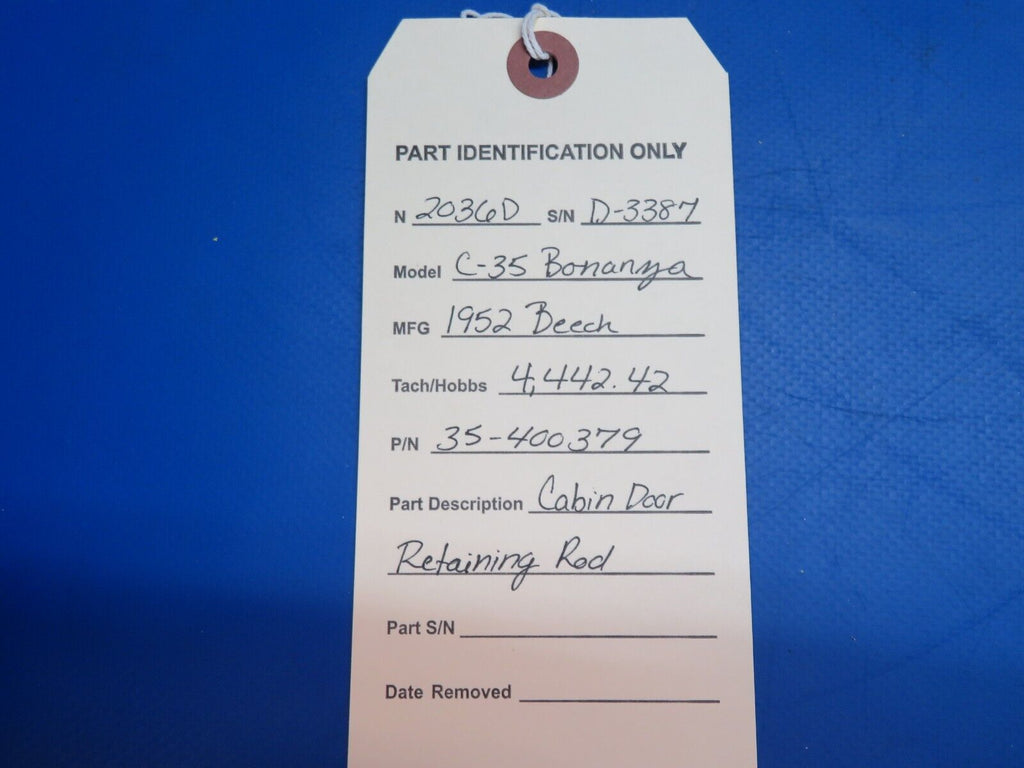 PART IDENTIFICATION ONLY
N 2036D S/N D-3387
Model C-35 Bonanza
MFG 1952 Beech
Tach/Hobbs 4,442.42
P/N 35-400379
Part Description Cabin Door
Retaining Rod
Part S/N
Date Removed